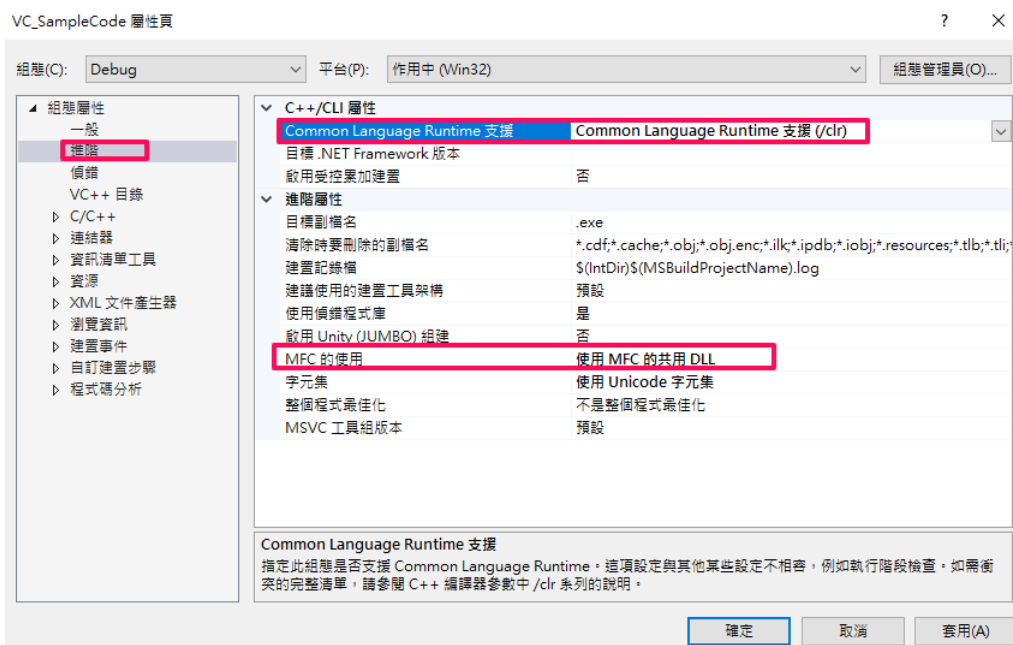 VC_SampleCode 屬性頁
? ×
組態(C): Debug 平台(P): 作用中 (Win32) 組態管理員(O)...
組態屬性
一般
進階
偵錯
VC++ 目錄
C/C++
連結器
資訊清單工具
資源
XML 文件產生器
瀏覽資訊
建置事件
自訂建置步驟
程式碼分析
C++/CLI 屬性
Common Language Runtime 支援 Common Language Runtime 支援 (/clr)
目標 .NET Framework 版本
啟用受控累加建置 否
進階屬性
目標副檔名 .exe
清除時要刪除的副檔名 *.cdf;*.cache;*.obj;*.obj.enc;*.ilk;*.ipdb;*.iobj;*.resources;*.tlb;*.tli;*
建置記錄檔 $(IntDir)$(MSBuildProjectName).log
建議使用的建置工具架構 預設
使用偵錯程式庫 是
啟用 Unity (JUMBO) 組建 否
MFC 的使用 使用 MFC 的共用 DLL
字元集 使用 Unicode 字元集
整個程式最佳化 不是整個程式最佳化
MSVC 工具組版本 預設
Common Language Runtime 支援
指定此組態是否支援 Common Language Runtime。這項設定與其他某些設定不相容，例如執行階段檢查。如需衝
突的完整清單，請參閱 C++ 編譯器參數中 /clr 系列的說明。
確定 取消 套用(A)